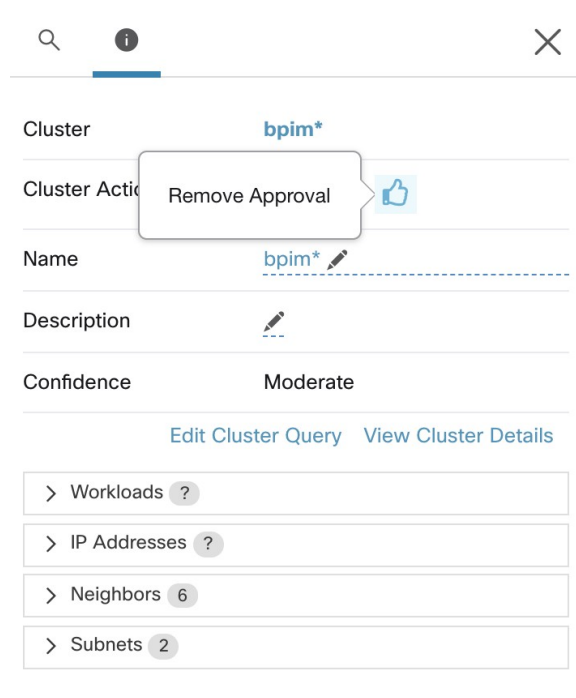 Cluster bpim*
Cluster Actio
Remove Approval
Name bpim*
Description
Confidence Moderate
Edit Cluster Query View Cluster Details
Workloads ?
IP Addresses ?
Neighbors 6
Subnets 2